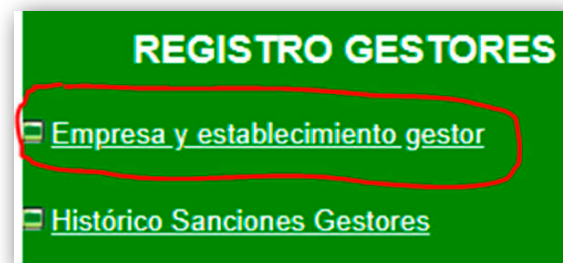 REGISTRO GESTORES
Empresa y establecimiento gestor
Histórico Sanciones Gestores